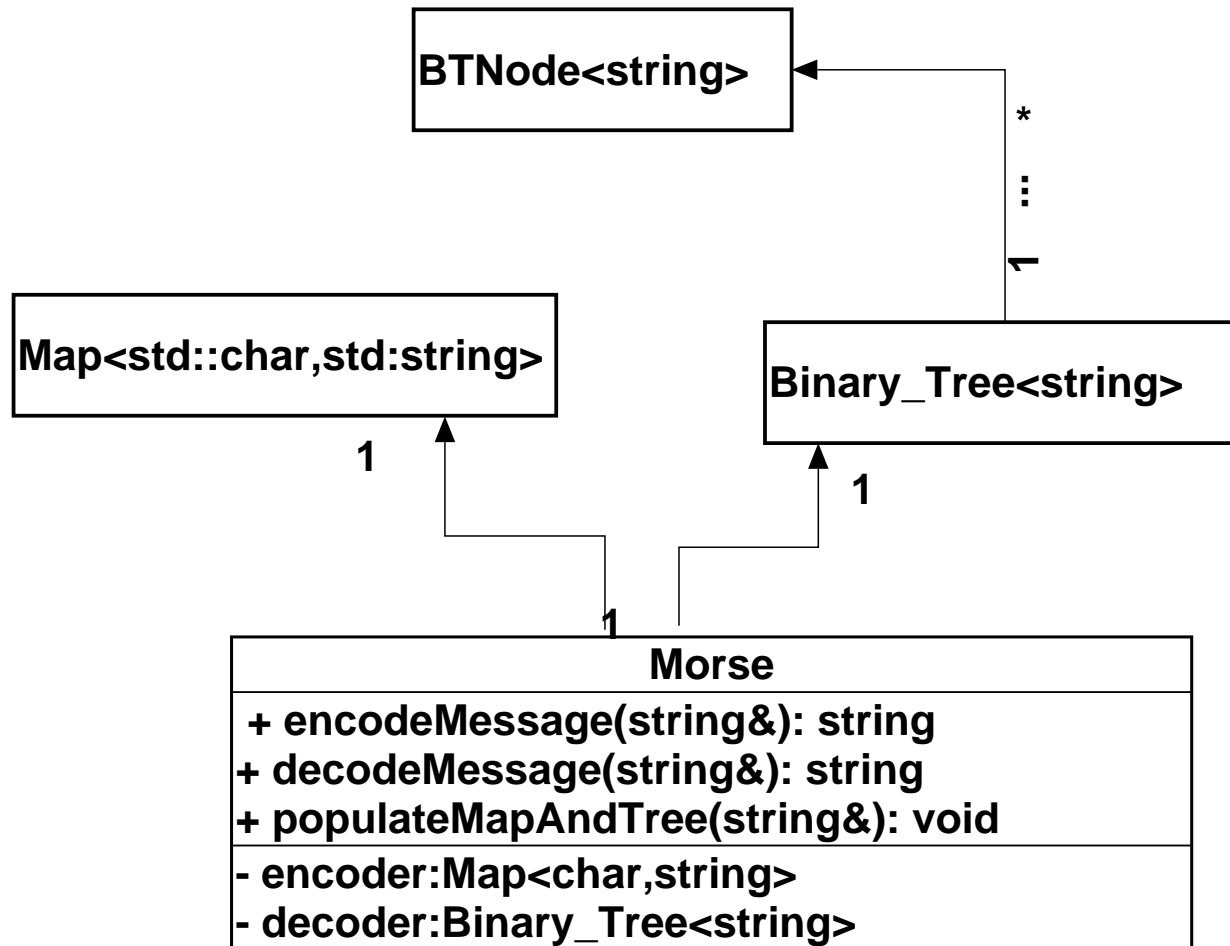 BTNode<string>
*
...
1
Map<std::char,std:string>
Binary_Tree<string>
1
1
1
Morse
+ encodeMessage(string&): string
+ decodeMessage(string&): string
+ populateMapAndTree(string&): void
- encoder:Map<char,string>
- decoder:Binary_Tree<string>